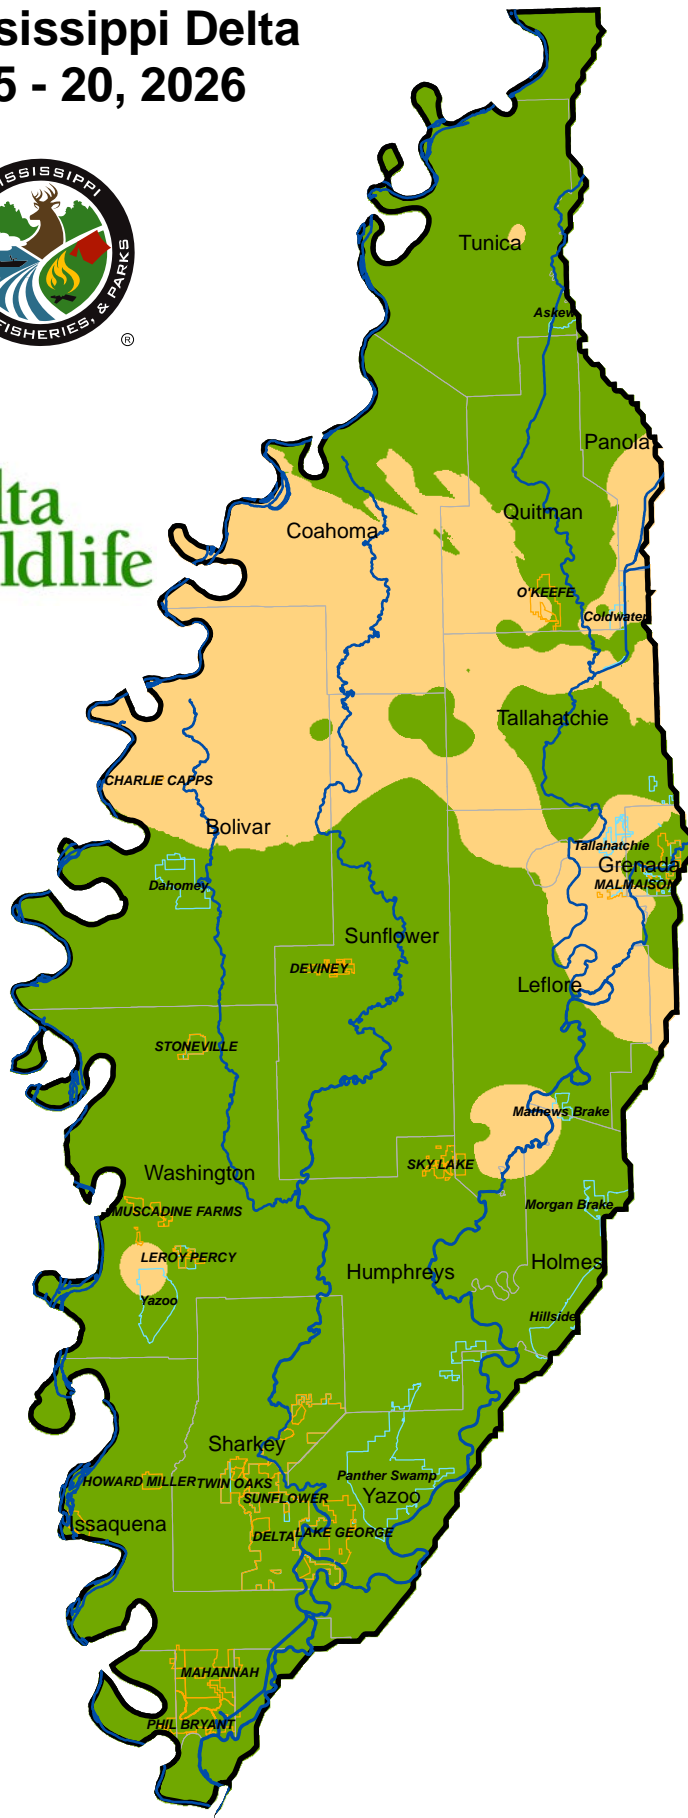 sissippi Delta
5 - 20, 2026
SSISSIPPI
FISHERIES, & PARKS
®
lta
ldlife
Tunica
Askew
Panola
Quitman
Coahoma
O'KEEFE
Coldwater
Tallahatchie
CHARLIE CAPPS
Bolivar
Tallahatchie
Grenada
MALMAISON
Dahomey
Sunflower
DEVINEY
Leflore
STONEVILLE
Mathews Brake
SKY LAKE
Washington
Morgan Brake
MUSCADINE FARMS
LEROY PERCY
Holmes
Humphreys
Yazoo
Hillside
Sharkey
Panther Swamp
HOWARD MILLER
TWIN OAKS
SUNFLOWER
Yazoo
Issaquena
DELTA
LAKE GEORGE
MAHANNAH
PHIL BRYANT